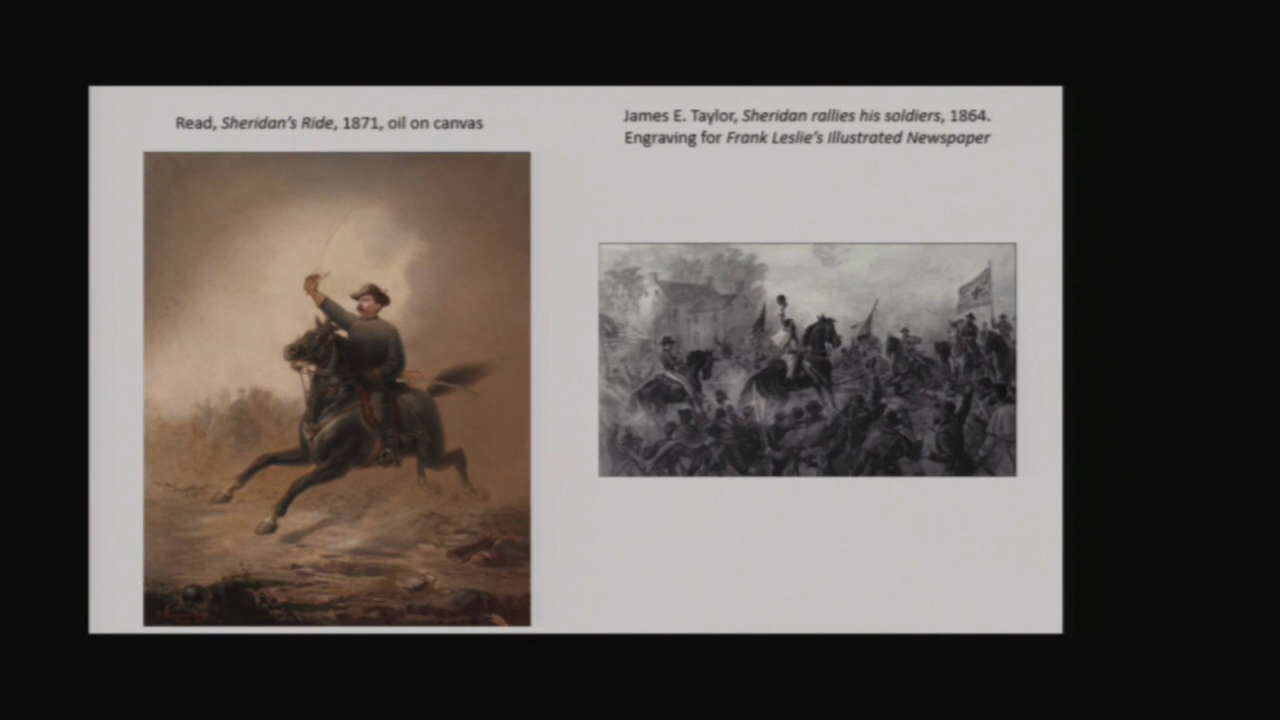 Read, Sheridan's Ride, 1871, oil on canvas
James E. Taylor, Sheridan rallies his soldiers, 1864.
Engraving for Frank Leslie's Illustrated Newspaper